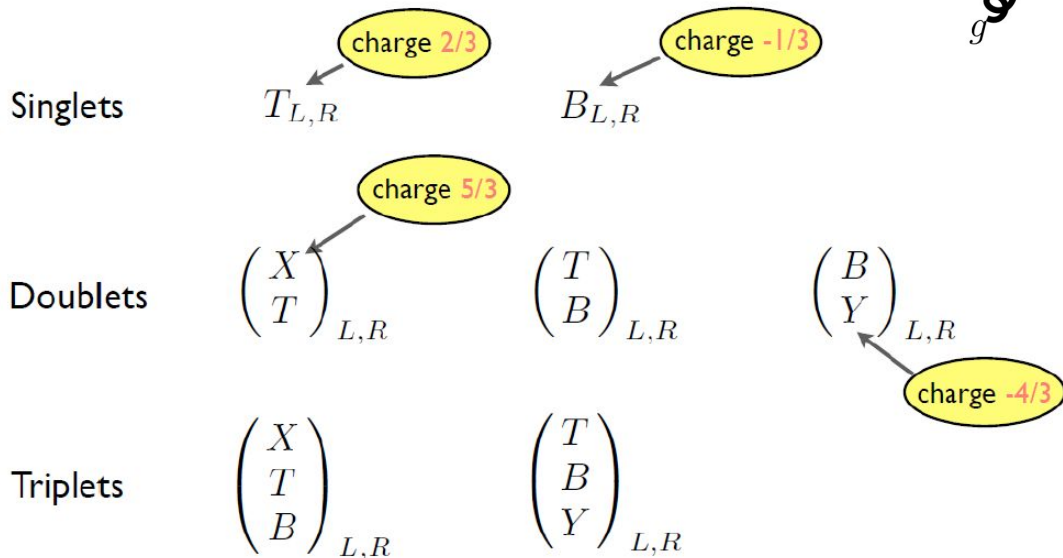 g
charge 2/3
charge -1/3
Singlets
T_{L,R}
B_{L,R}
charge 5/3
Doublets
( X T )_{L,R}
( T B )_{L,R}
( B Y )_{L,R}
charge -4/3
Triplets
( X T B )_{L,R}
( T B Y )_{L,R}